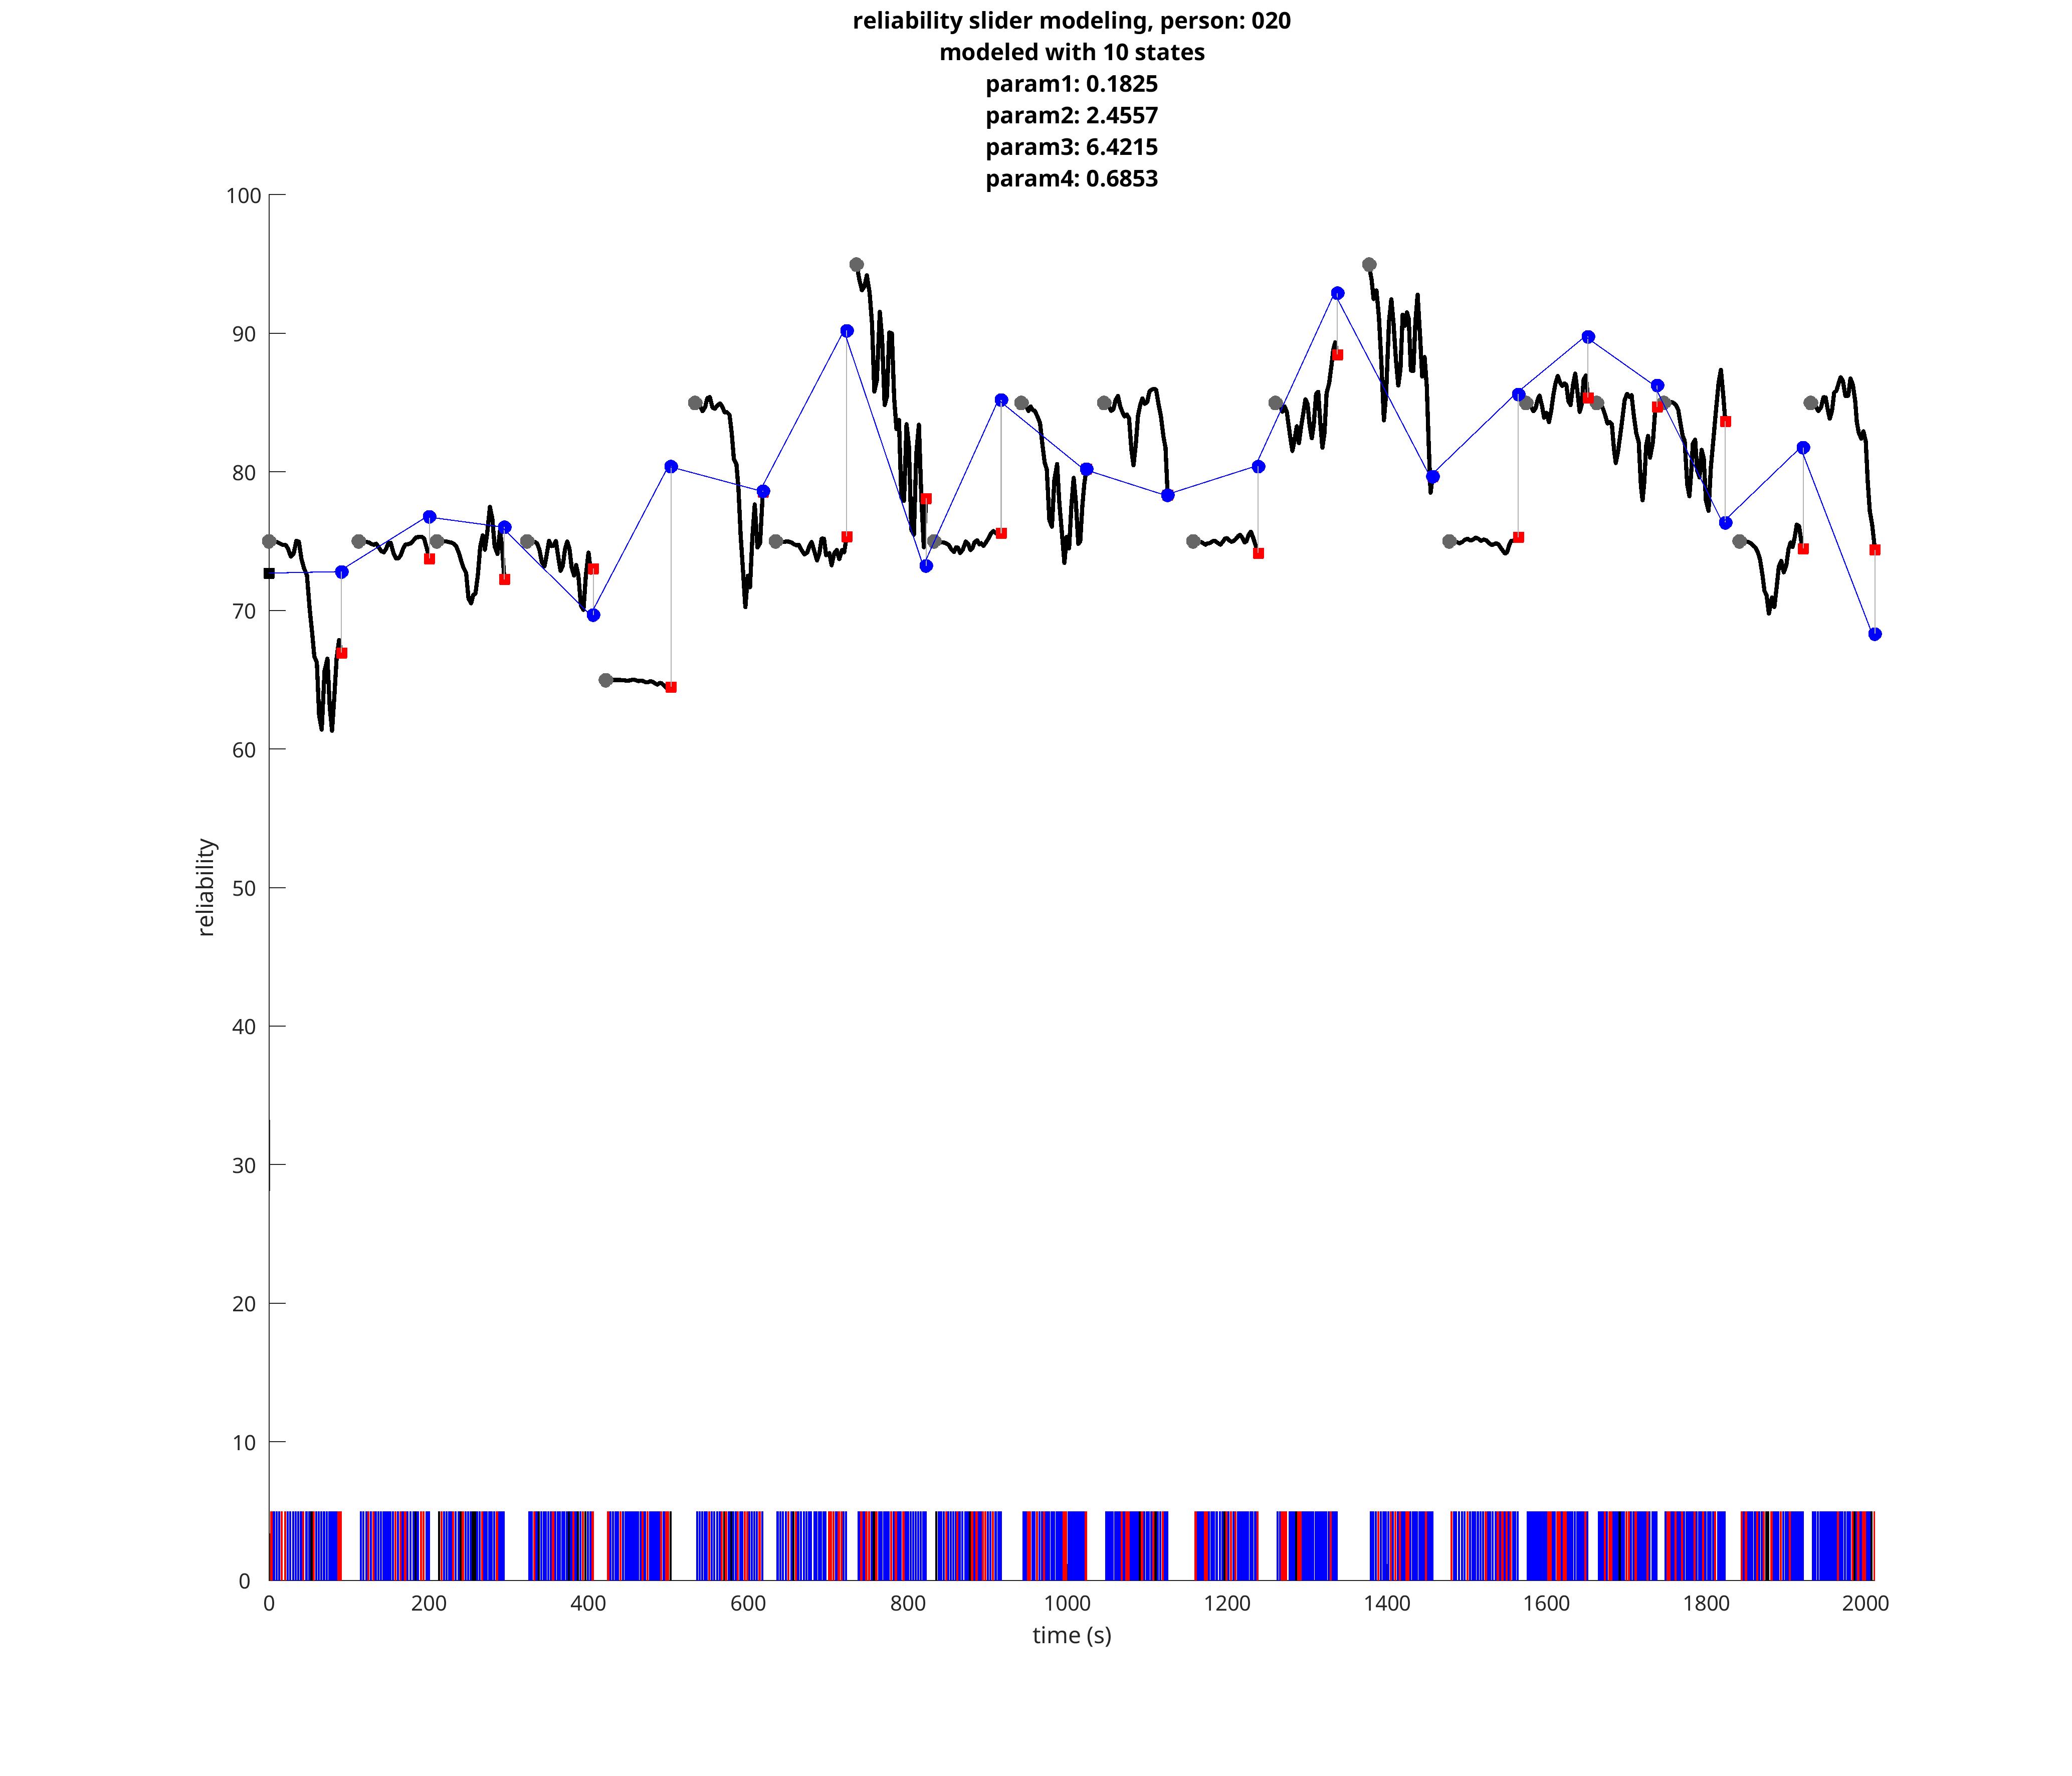 reliability slider modeling, person: 020
modeled with 10 states
param1: 0.1825
param2: 2.4557
param3: 6.4215
param4: 0.6853
100
90
80
70
60
50
40
30
20
10
0
reliability
0 200 400 600 800 1000 1200 1400 1600 1800 2000
time (s)